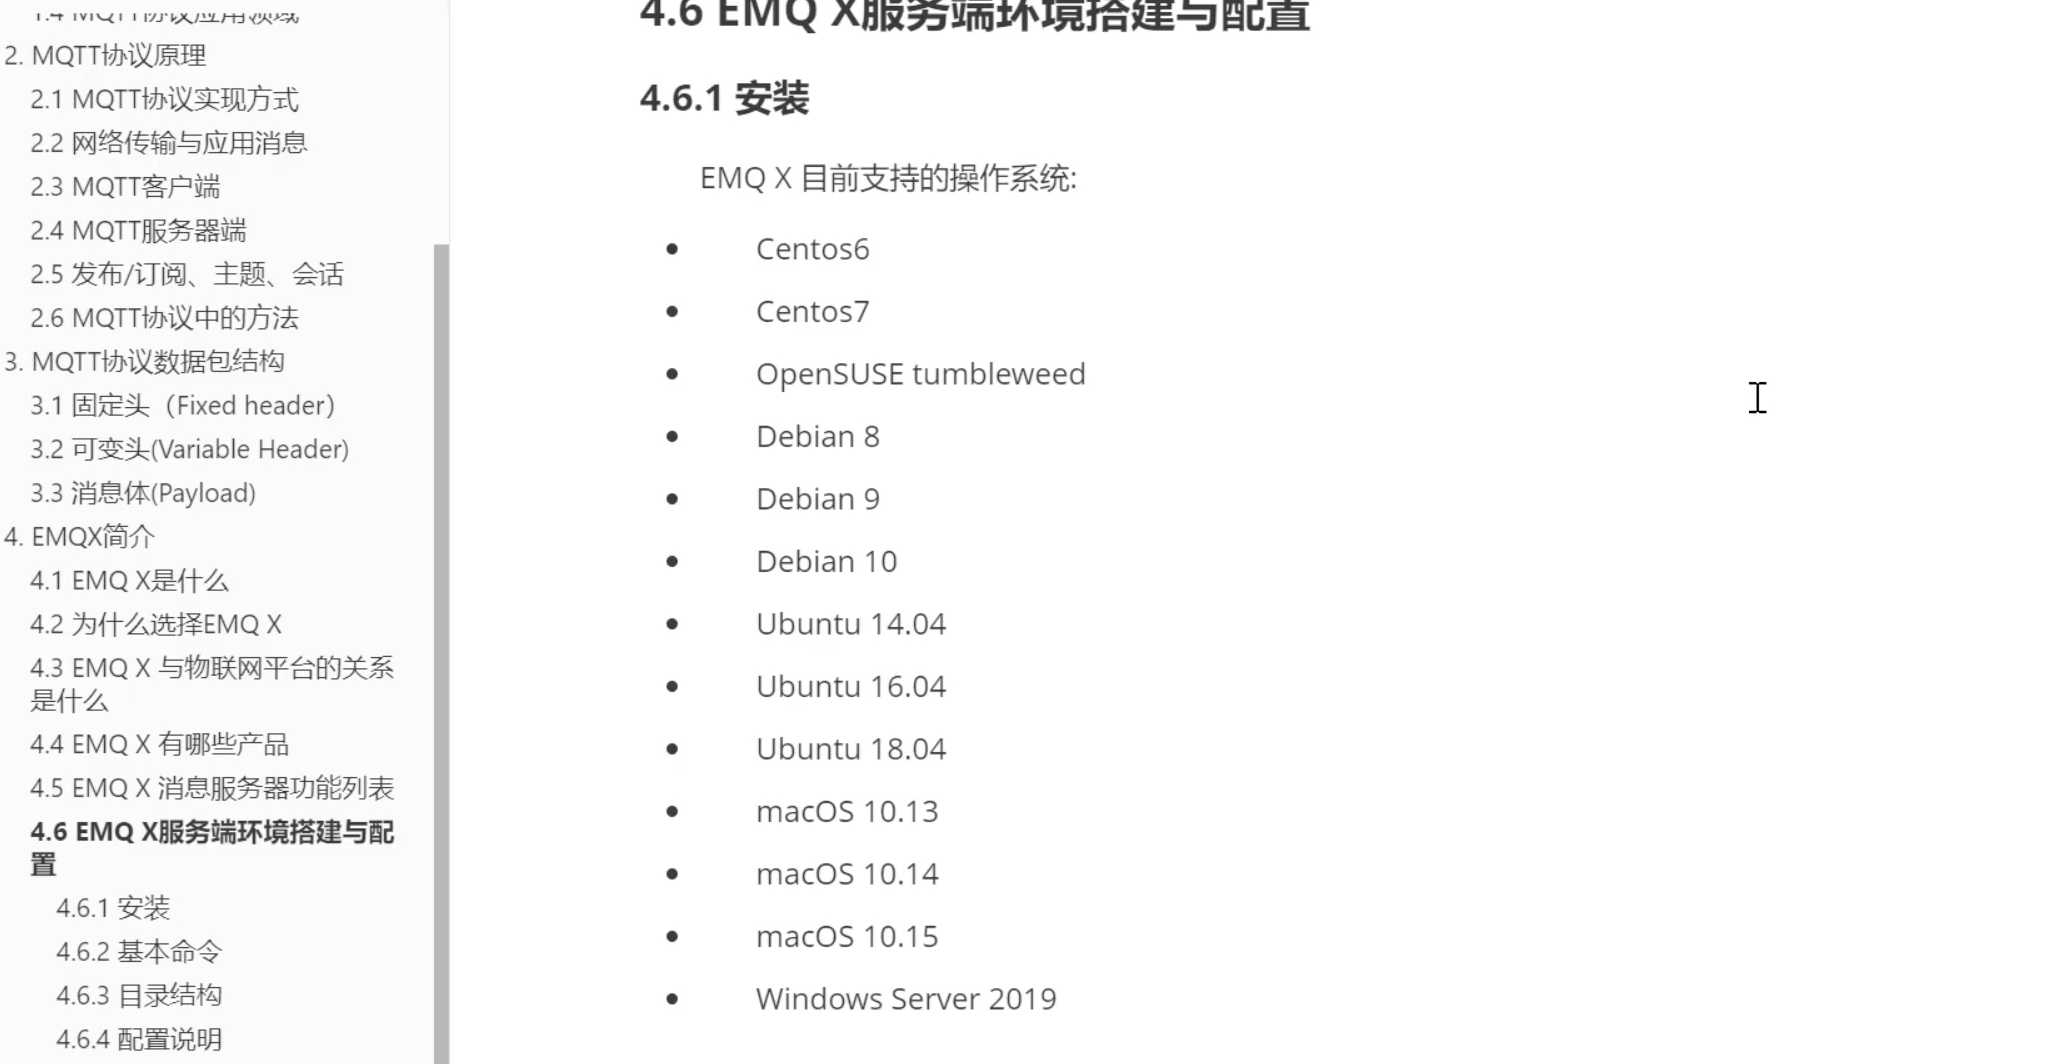 1.4 MQTT协议应用领域
2. MQTT协议原理
2.1 MQTT协议实现方式
2.2 网络传输与应用消息
2.3 MQTT客户端
2.4 MQTT服务器端
2.5 发布/订阅、主题、会话
2.6 MQTT协议中的方法
3. MQTT协议数据包结构
3.1 固定头（Fixed header）
3.2 可变头(Variable Header)
3.3 消息体(Payload)
4. EMQX简介
4.1 EMQ X是什么
4.2 为什么选择EMQ X
4.3 EMQ X 与物联网平台的关系
是什么
4.4 EMQ X 有哪些产品
4.5 EMQ X 消息服务器功能列表
4.6 EMQ X服务端环境搭建与配
置
4.6.1 安装
4.6.2 基本命令
4.6.3 目录结构
4.6.4 配置说明
4.6 EMQ X服务端环境搭建与配置
4.6.1 安装
EMQ X 目前支持的操作系统:
• Centos6
• Centos7
• OpenSUSE tumbleweed
• Debian 8
• Debian 9
• Debian 10
• Ubuntu 14.04
• Ubuntu 16.04
• Ubuntu 18.04
• macOS 10.13
• macOS 10.14
• macOS 10.15
• Windows Server 2019